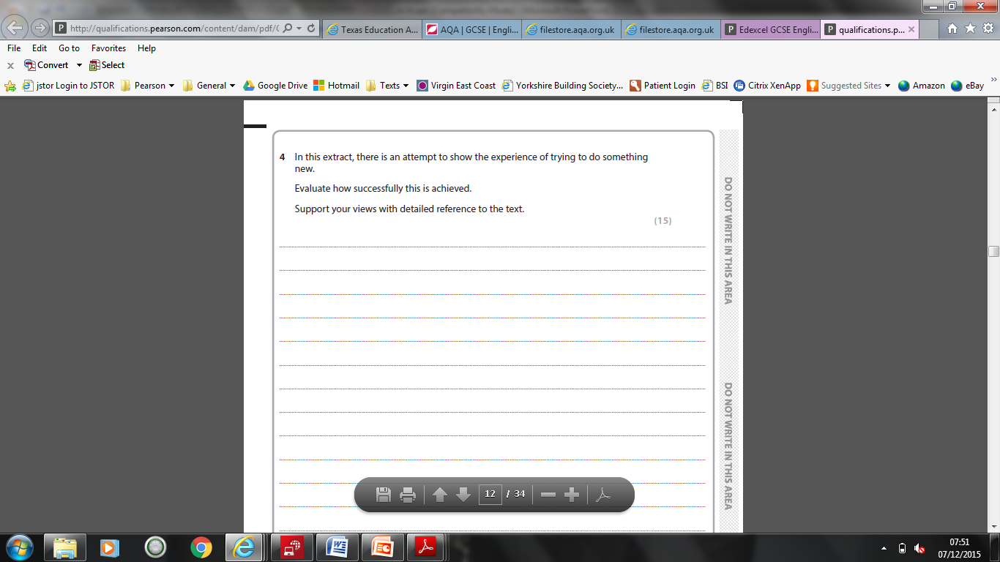 http://qualifications.pearson.com/content/dam/pdf/
Texas Education A...
AQA | GCSE | Engli...
filestore.aqa.org.uk
filestore.aqa.org.uk
Edexcel GCSE Engli...
qualifications.p...
File Edit Go to Favorites Help
x Convert Select
jstor Login to JSTOR Pearson General Google Drive Hotmail Texts Virgin East Coast Yorkshire Building Society... Patient Login BSI Citrix XenApp Suggested Sites Amazon eBay
4 In this extract, there is an attempt to show the experience of trying to do something
new.
Evaluate how successfully this is achieved.
Support your views with detailed reference to the text.
(15)
DO NOT WRITE IN THIS AREA
DO NOT WRITE IN THIS AREA
12 / 34
07:51
07/12/2015